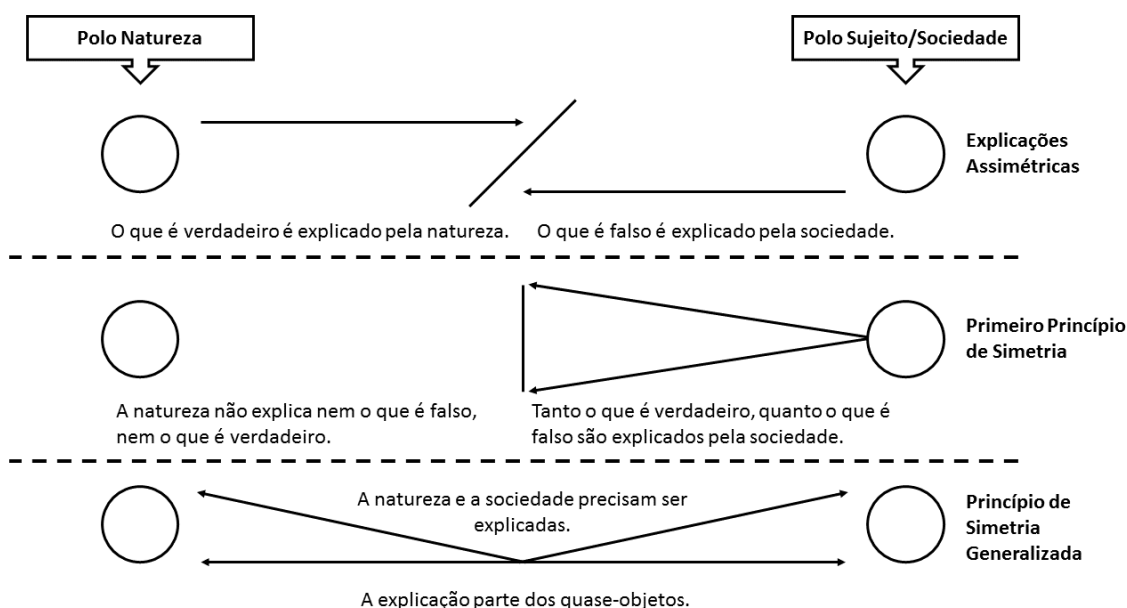 Polo Natureza
Polo Sujeito/Sociedade
Explicações
Assimétricas
O que é verdadeiro é explicado pela natureza.
O que é falso é explicado pela sociedade.
Primeiro Princípio
de Simetria
A natureza não explica nem o que é falso,
nem o que é verdadeiro.
Tanto o que é verdadeiro, quanto o que é
falso são explicados pela sociedade.
A natureza e a sociedade precisam ser
explicadas.
Princípio de
Simetria
Generalizada
A explicação parte dos quase-objetos.